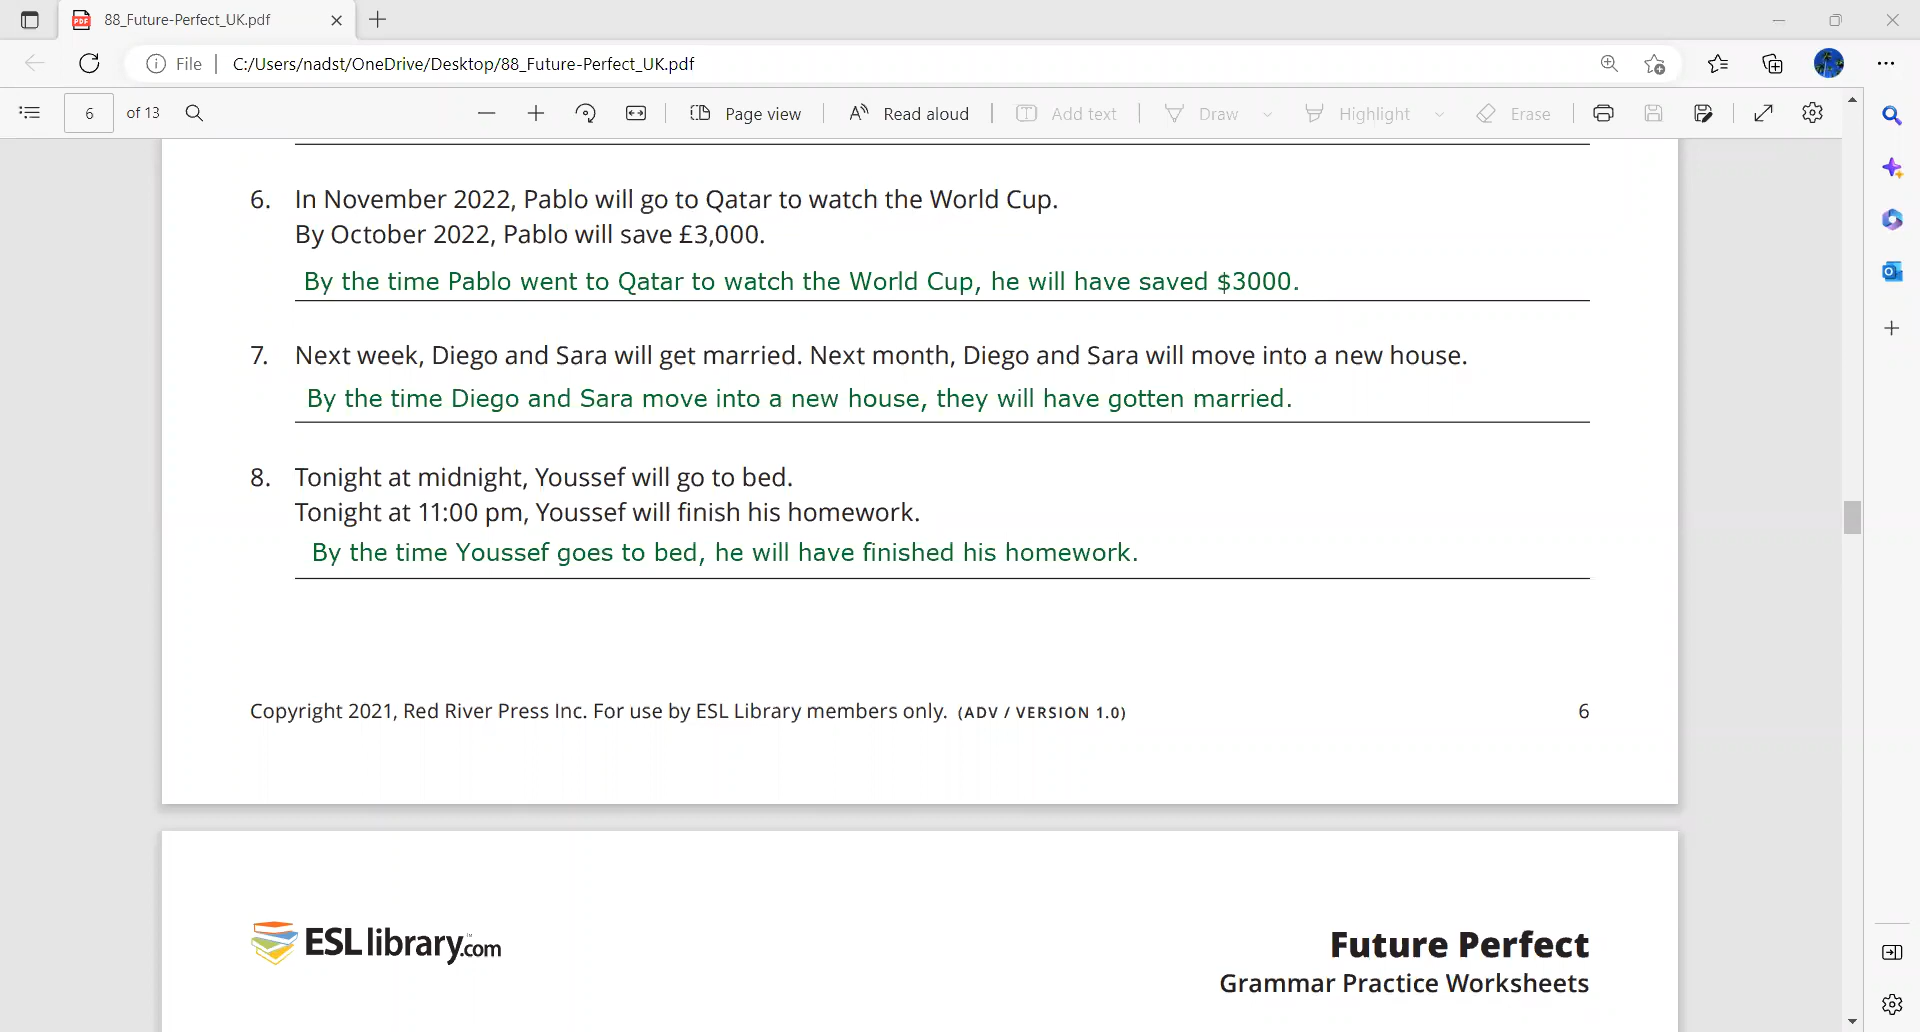 88_Future-Perfect_UK.pdf
File
C:/Users/nadst/OneDrive/Desktop/88_Future-Perfect_UK.pdf
6 of 13
Page view
Read aloud
Add text
Draw
Highlight
Erase
6. In November 2022, Pablo will go to Qatar to watch the World Cup.
By October 2022, Pablo will save £3,000.
By the time Pablo went to Qatar to watch the World Cup, he will have saved $3000.
7. Next week, Diego and Sara will get married. Next month, Diego and Sara will move into a new house.
By the time Diego and Sara move into a new house, they will have gotten married.
8. Tonight at midnight, Youssef will go to bed.
Tonight at 11:00 pm, Youssef will finish his homework.
By the time Youssef goes to bed, he will have finished his homework.
Copyright 2021, Red River Press Inc. For use by ESL Library members only. (ADV / VERSION 1.0) 6
ESL library.com
Future Perfect
Grammar Practice Worksheets